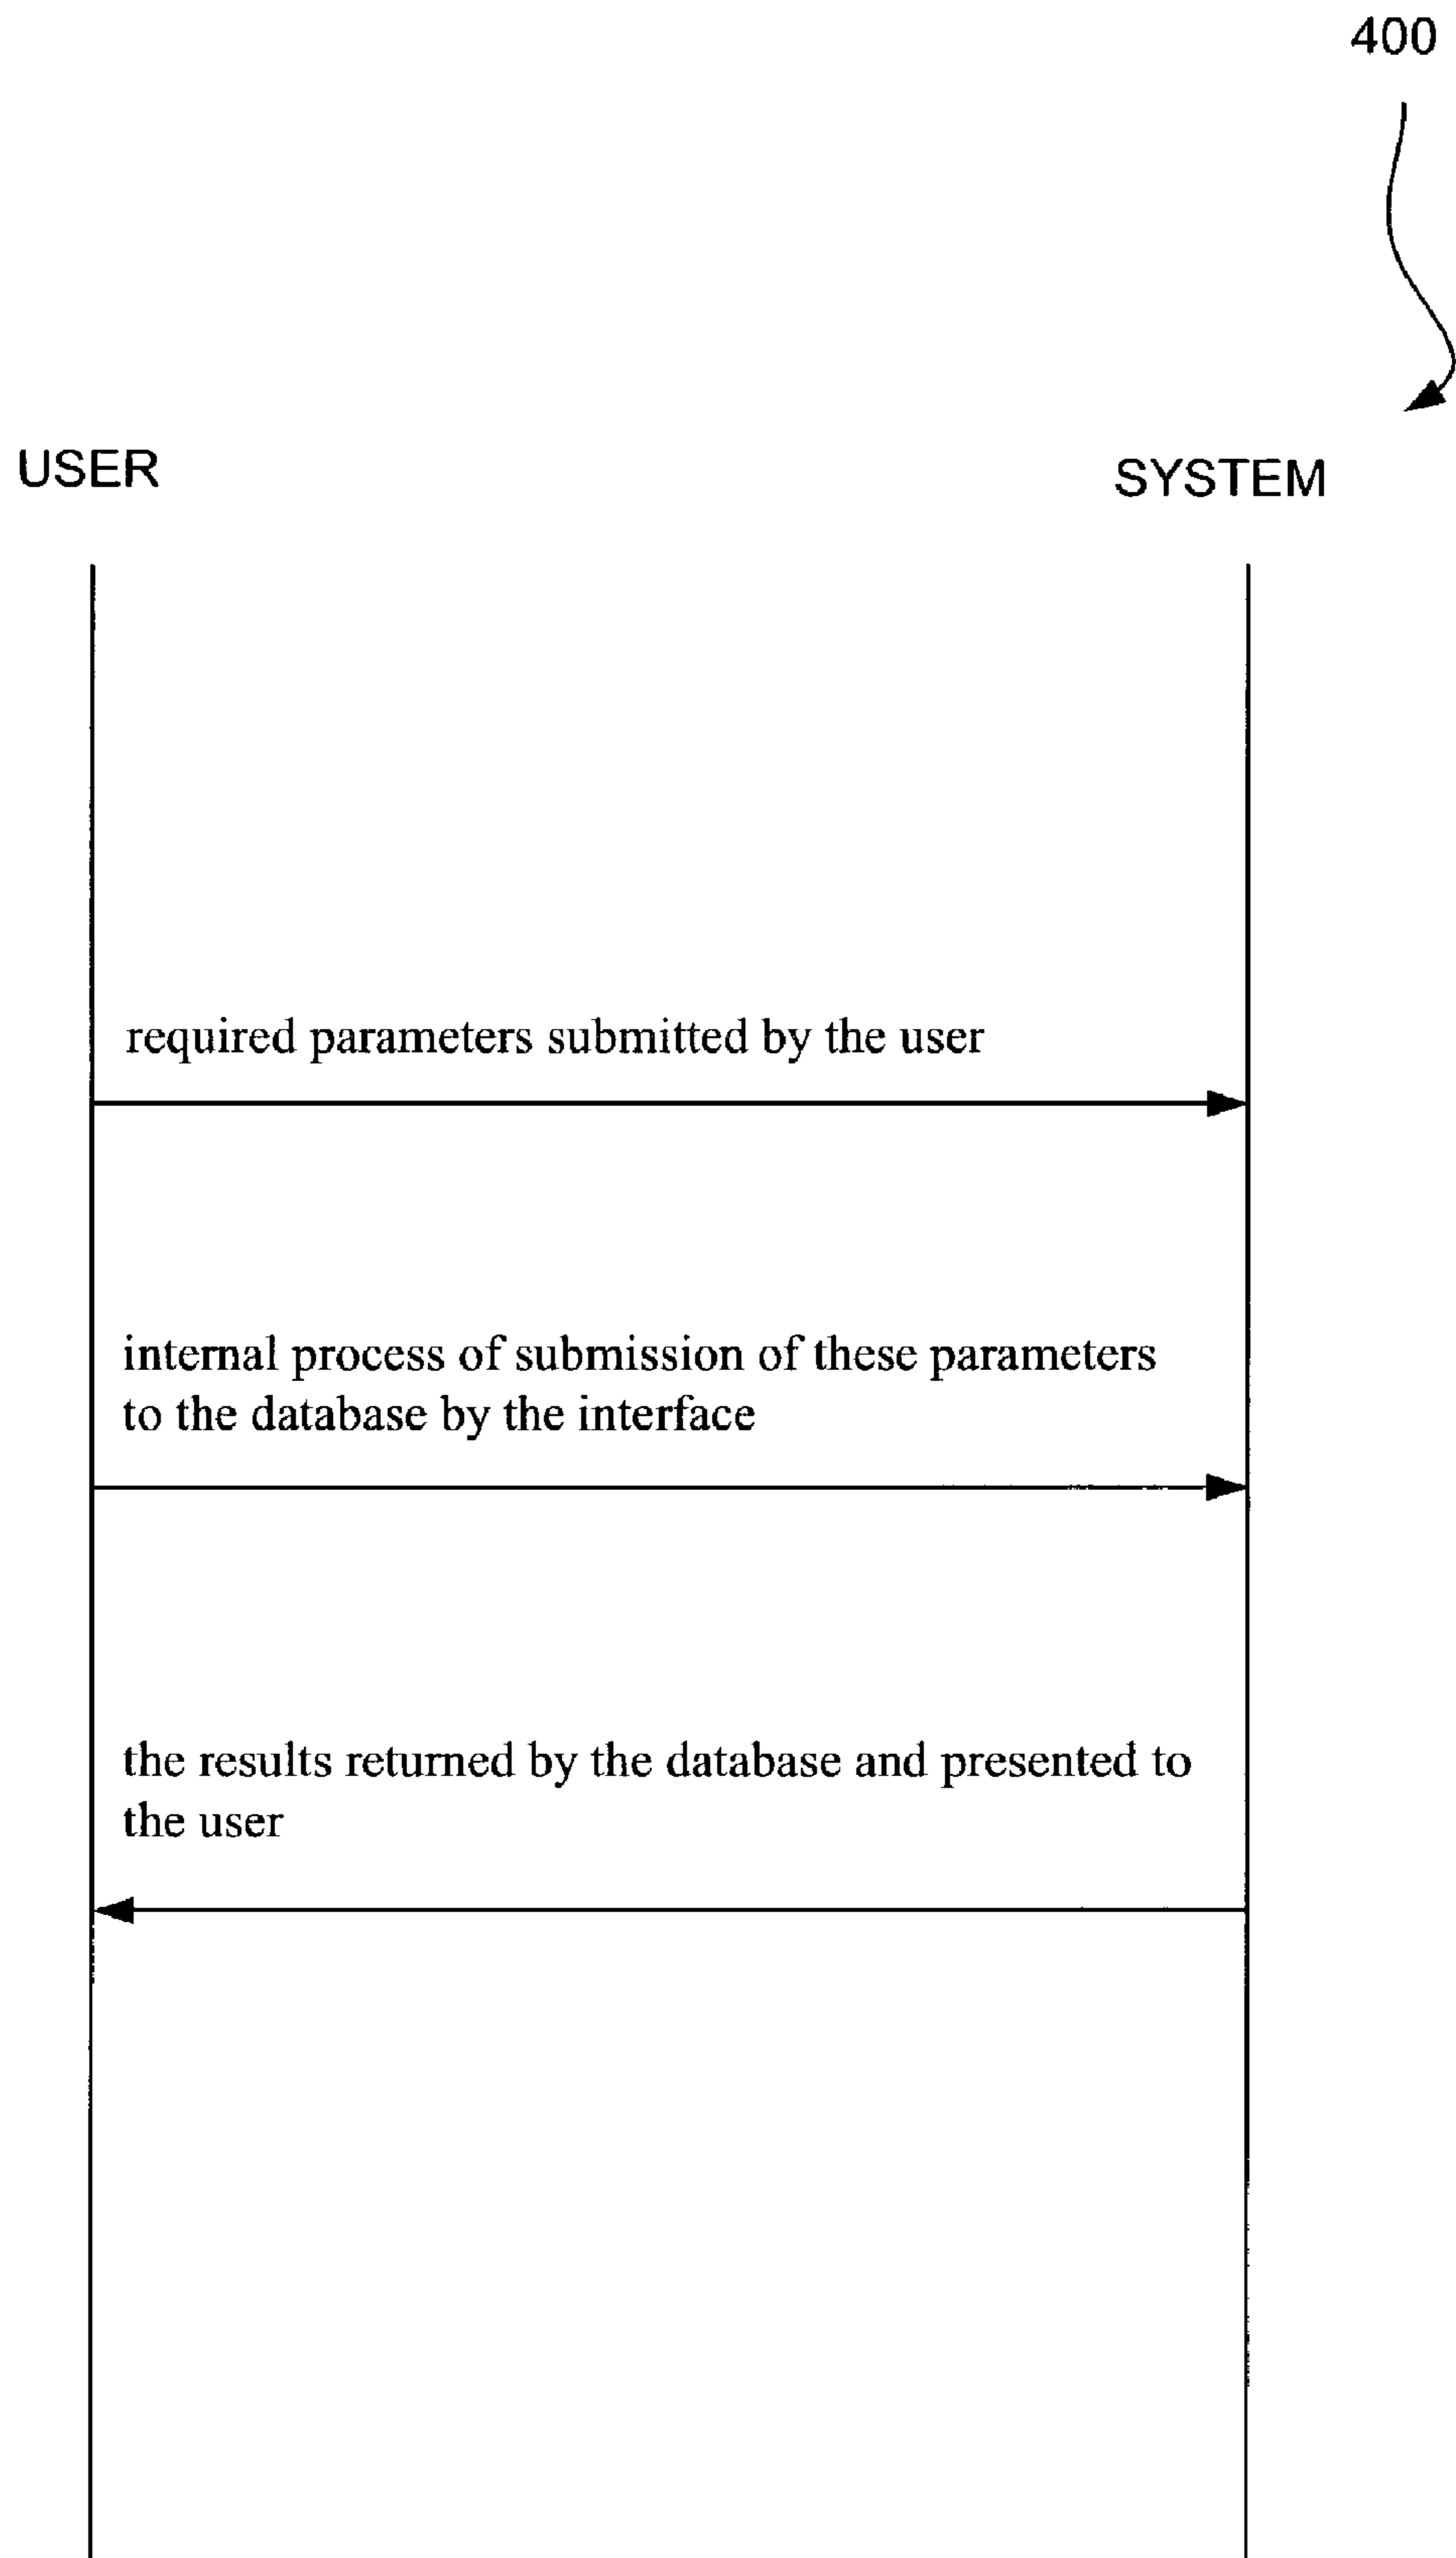 400
USER
SYSTEM
required parameters submitted by the user
internal process of submission of these parameters
to the database by the interface
the results returned by the database and presented to
the user